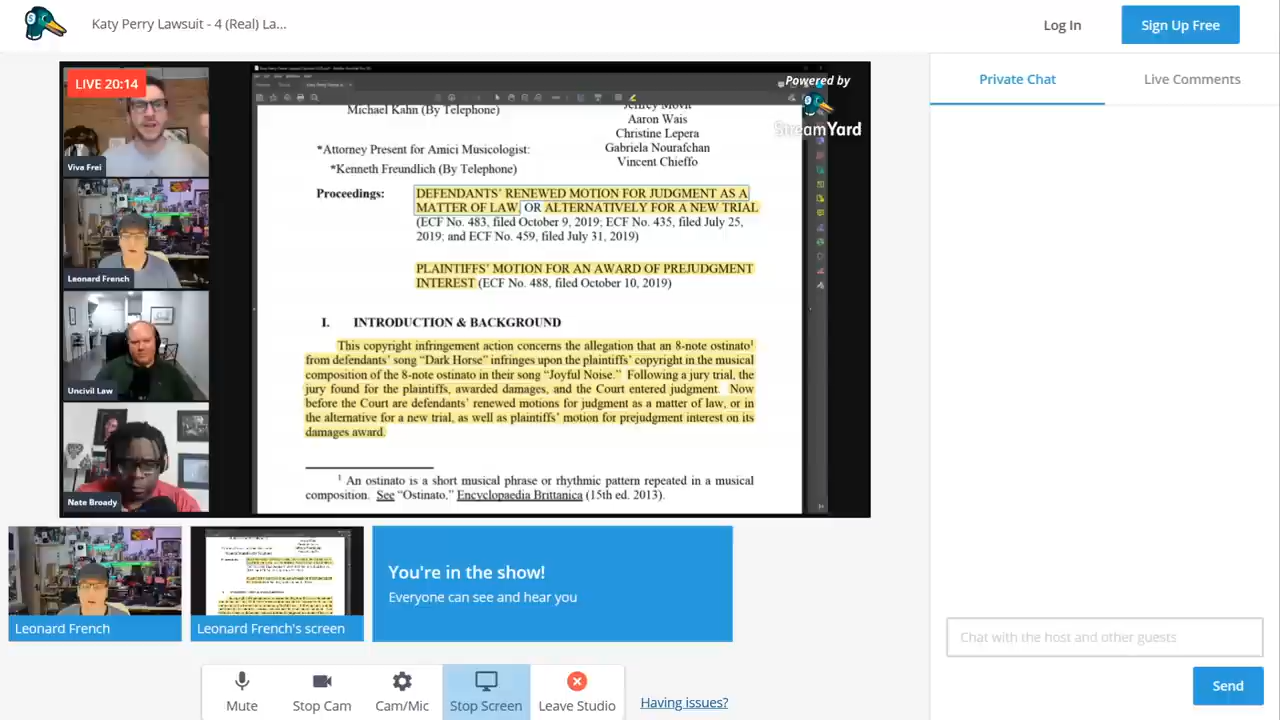 Katy Perry Lawsuit - 4 (Real) La...
Log In
Sign Up Free
LIVE 20:14
Viva Frei
Leonard French
Uncivil Law
Nate Broady
Powered by
StreamYard
Michael Kahn (By Telephone)
Jeffrey Movit
Aaron Wais
Christine Lepera
Gabriela Nourafchan
Vincent Chieffo
*Attorney Present for Amici Musicologist:
*Kenneth Freundlich (By Telephone)
Proceedings: DEFENDANTS' RENEWED MOTION FOR JUDGMENT AS A
MATTER OF LAW, OR ALTERNATIVELY FOR A NEW TRIAL
(ECF No. 483, filed October 9, 2019; ECF No. 435, filed July 25,
2019; and ECF No. 459, filed July 31, 2019)
PLAINTIFFS' MOTION FOR AN AWARD OF PREJUDGMENT
INTEREST (ECF No. 488, filed October 10, 2019)
I. INTRODUCTION & BACKGROUND
This copyright infringement action concerns the allegation that an 8-note ostinato¹
from defendants' song “Dark Horse” infringes upon the plaintiffs' copyright in the musical
composition of the 8-note ostinato in their song “Joyful Noise.” Following a jury trial, the
jury found for the plaintiffs, awarded damages, and the Court entered judgment. Now
before the Court are defendants' renewed motions for judgment as a matter of law, or in
the alternative for a new trial, as well as plaintiffs' motion for prejudgment interest on its
damages award.
¹ An ostinato is a short musical phrase or rhythmic pattern repeated in a musical
composition. See “Ostinato,” Encyclopaedia Brittanica (15th ed. 2013).
Private Chat
Live Comments
Leonard French
Leonard French's screen
You're in the show!
Everyone can see and hear you
Chat with the host and other guests
Send
Mute
Stop Cam
Cam/Mic
Stop Screen
Leave Studio
Having issues?